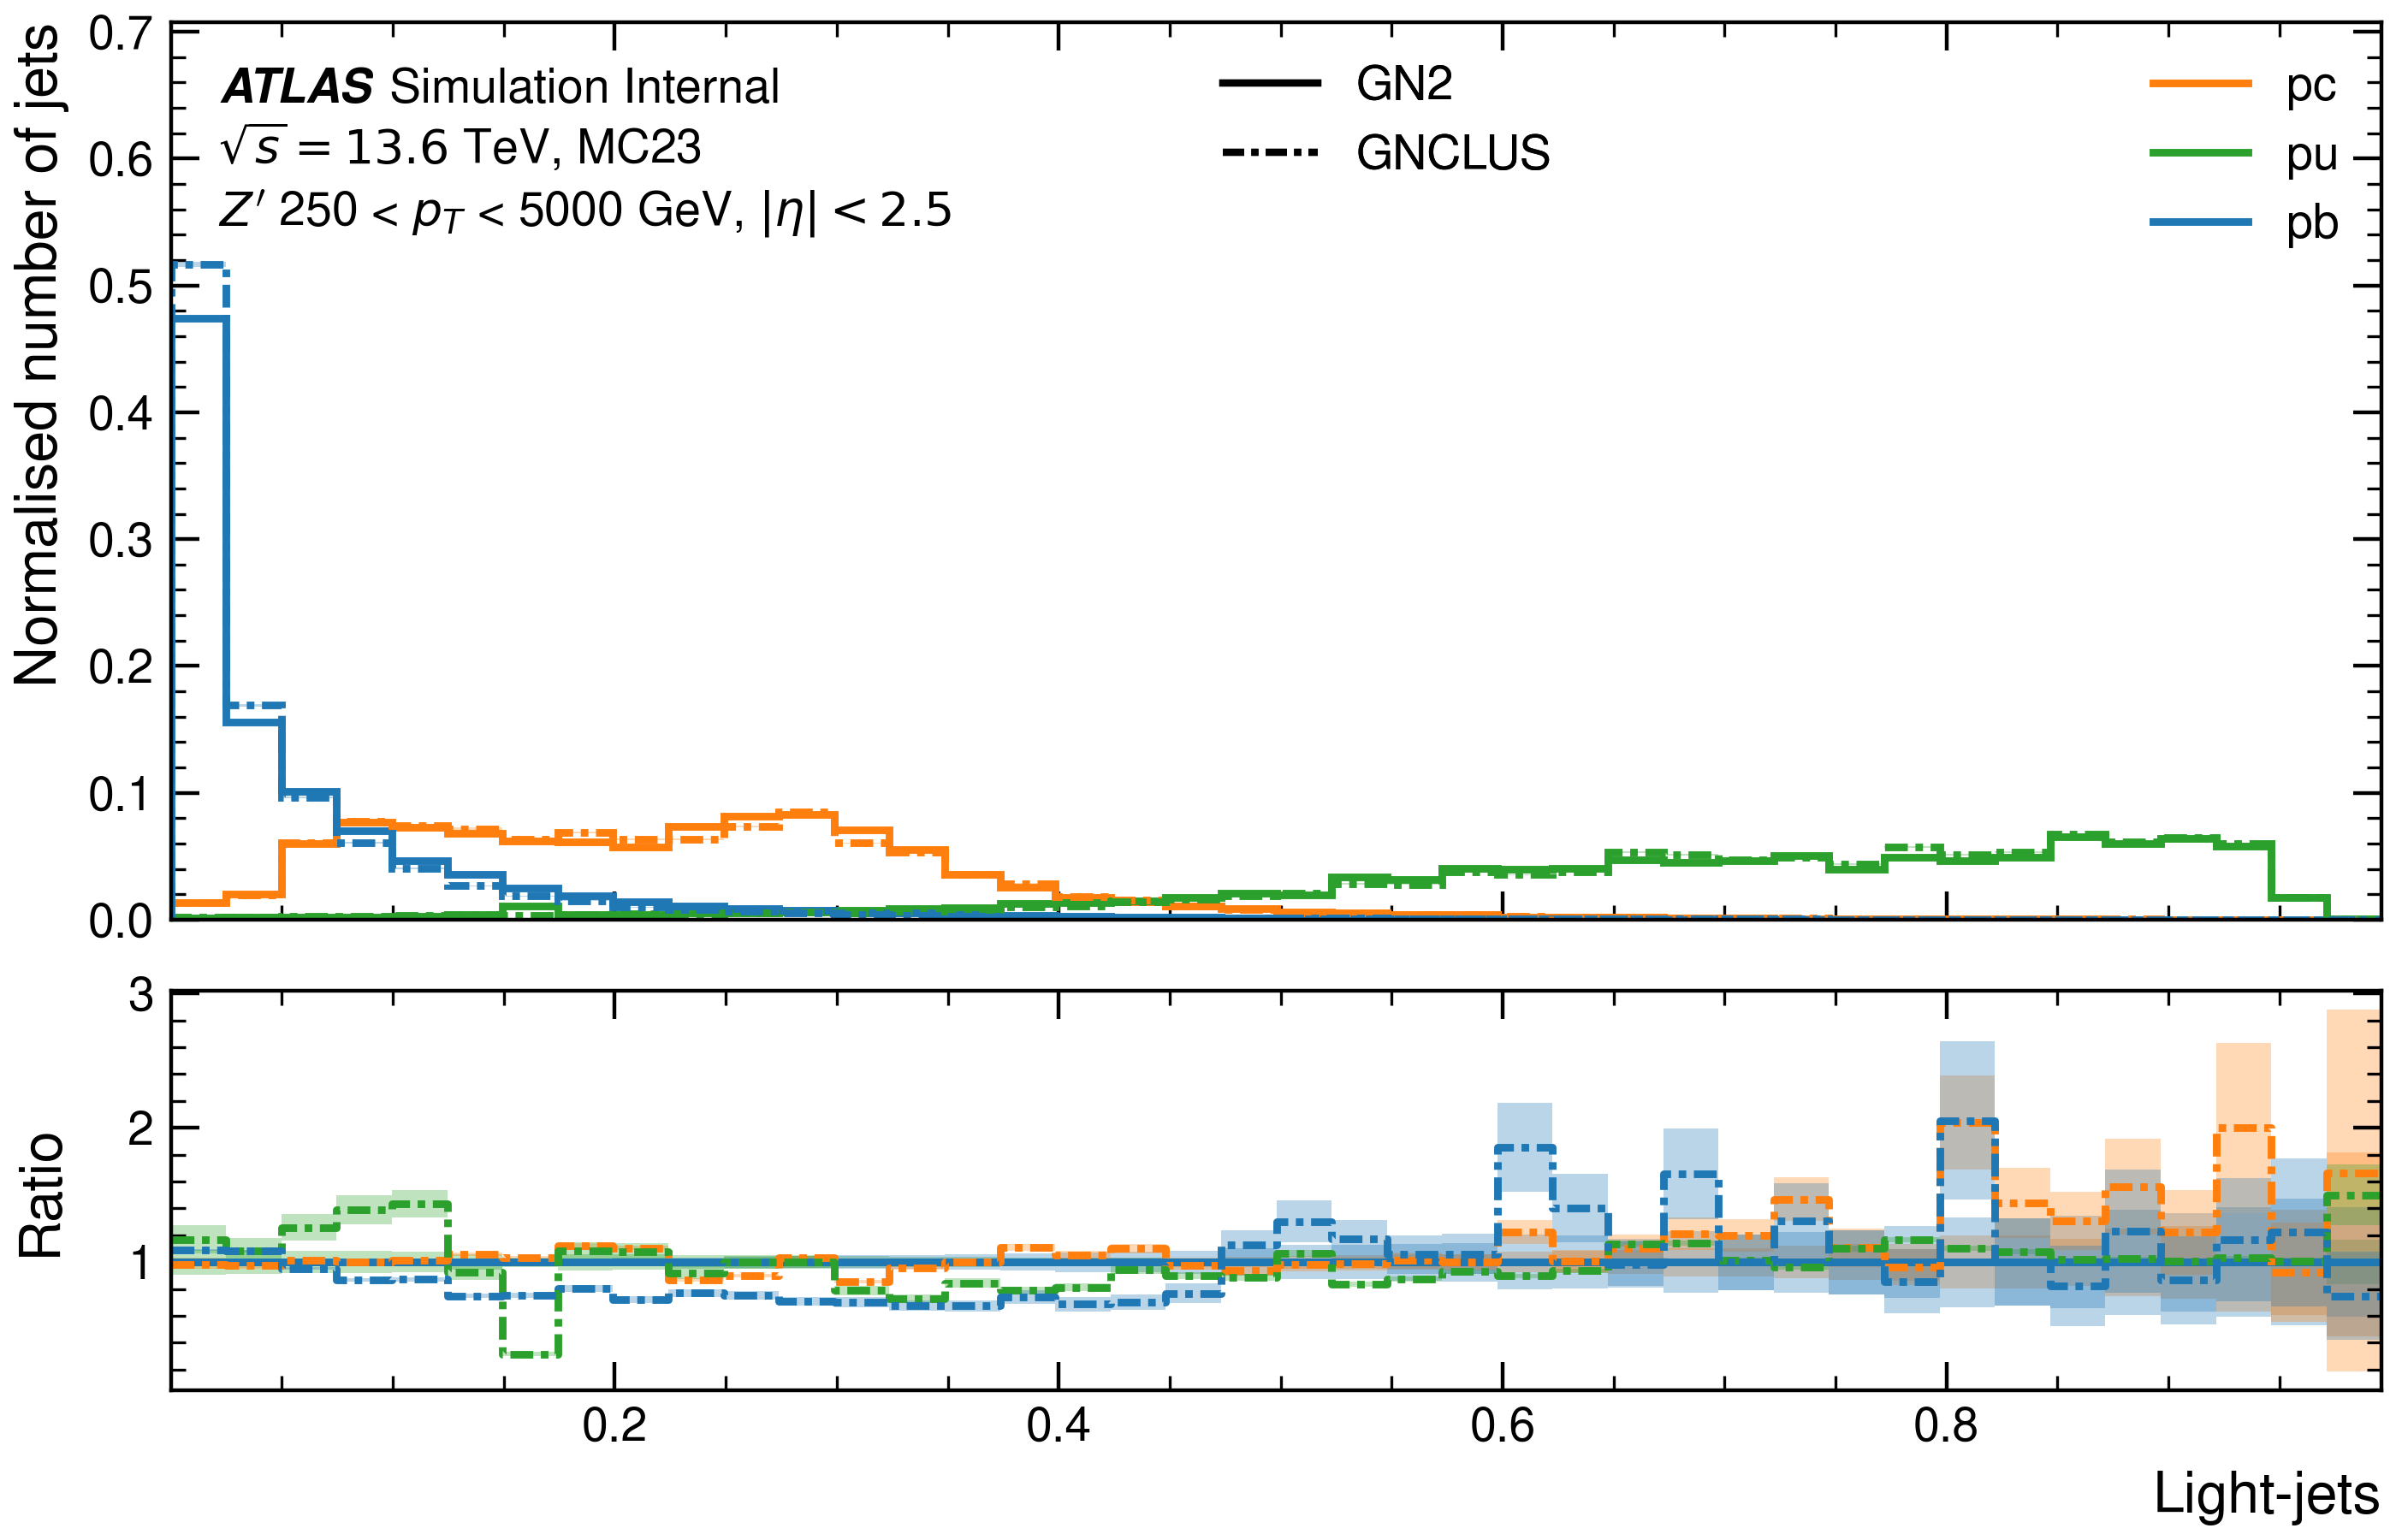 Normalised number of jets
0.7
0.6
0.5
0.4
0.3
0.2
0.1
0.0
ATLAS Simulation Internal
√s = 13.6 TeV, MC23
Z′ 250 < p_T < 5000 GeV, |η| < 2.5
GN2
GNCLUS
pc
pu
pb
Ratio
3
2
1
0.2 0.4 0.6 0.8
Light-jets